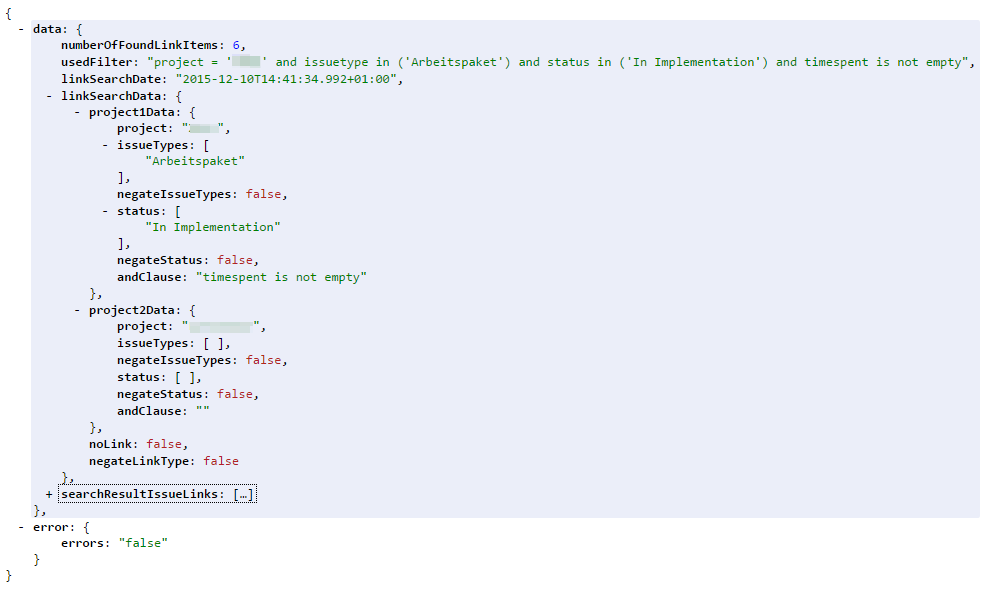 {
- data: {
numberOfFoundLinkItems: 6,
usedFilter: "project = '' and issuetype in ('Arbeitspaket') and status in ('In Implementation') and timespent is not empty",
linkSearchDate: "2015-12-10T14:41:34.992+01:00",
- linkSearchData: {
- project1Data: {
project: "",
- issueTypes: [
"Arbeitspaket"
],
negateIssueTypes: false,
- status: [
"In Implementation"
],
negateStatus: false,
andClause: "timespent is not empty"
},
- project2Data: {
project: "",
issueTypes: [ ],
negateIssueTypes: false,
status: [ ],
negateStatus: false,
andClause: ""
},
noLink: false,
negateLinkType: false
},
+ searchResultIssueLinks: […]
},
- error: {
errors: "false"
}
}